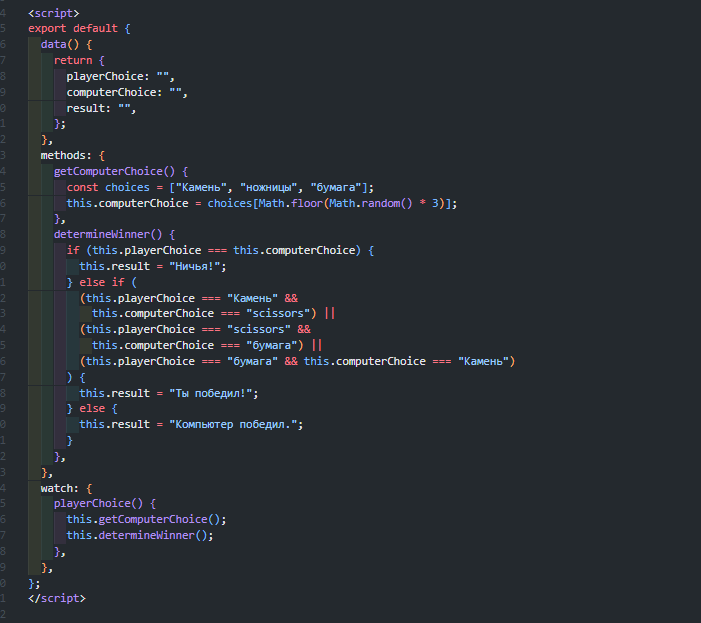 <script>
export default {
data() {
return {
playerChoice: "",
computerChoice: "",
result: "",
};
},
methods: {
getComputerChoice() {
const choices = ["Камень", "ножницы", "бумага"];
this.computerChoice = choices[Math.floor(Math.random() * 3)];
},
determineWinner() {
if (this.playerChoice === this.computerChoice) {
this.result = "Ничья!";
} else if (
(this.playerChoice === "Камень" &&
this.computerChoice === "scissors") ||
(this.playerChoice === "scissors" &&
this.computerChoice === "бумага") ||
(this.playerChoice === "бумага" && this.computerChoice === "Камень")
) {
this.result = "Ты победил!";
} else {
this.result = "Компьютер победил.";
}
},
},
watch: {
playerChoice() {
this.getComputerChoice();
this.determineWinner();
},
},
};
</script>